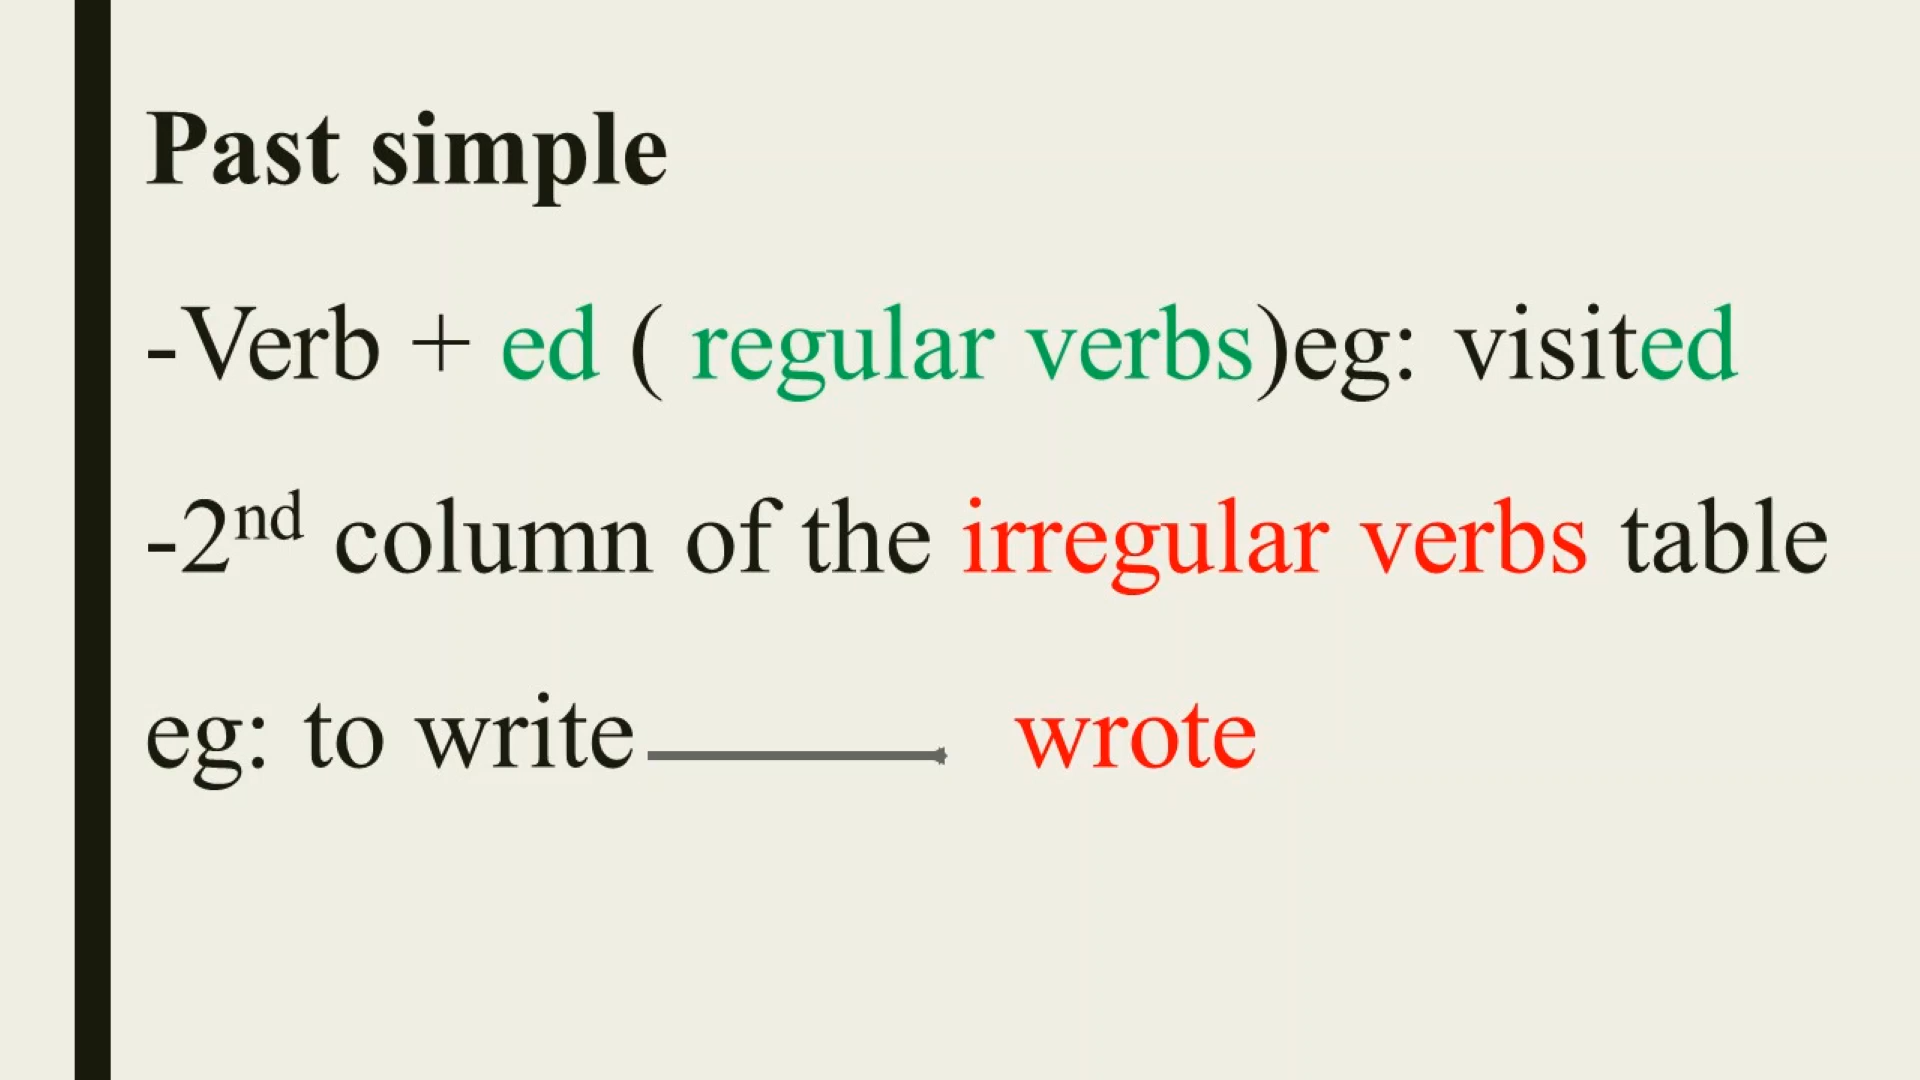 Past simple
-Verb + ed ( regular verbs)eg: visited
-2nd column of the irregular verbs table
eg: to write wrote